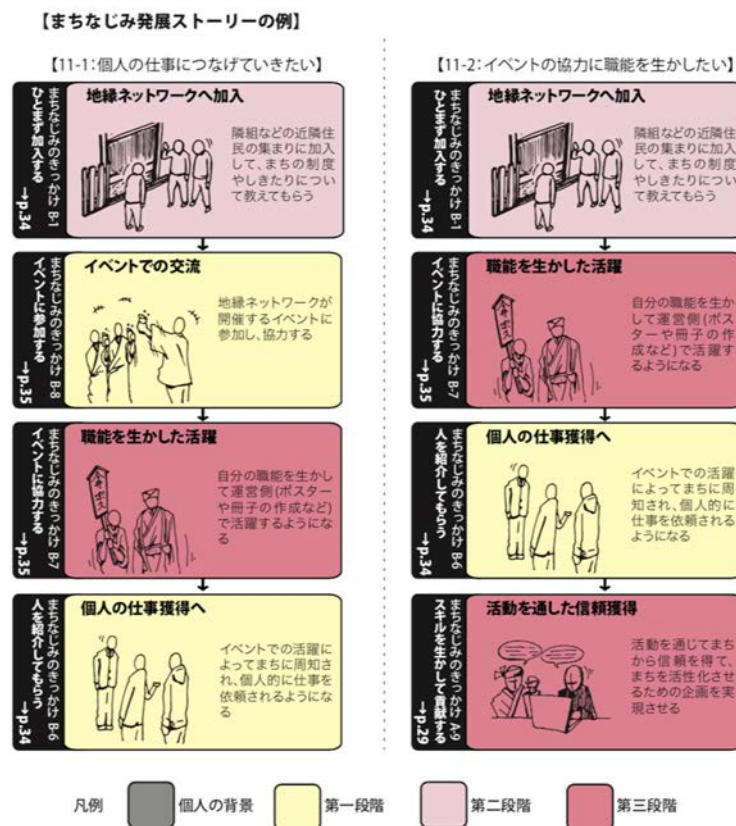 【まちなじみ発展ストーリーの例】
【11-1：個人の仕事につなげていきたい】
まちなじみのきっかけ B-1
ひとまず加入する
→p.34
地縁ネットワークへ加入
隣組などの近隣住
民の集まりに加入
して、まちの制度
やしきたりについ
て教えてもらう
まちなじみのきっかけ B-8
イベントに参加する
→p.35
イベントでの交流
地縁ネットワークが
開催するイベントに
参加し、協力する
まちなじみのきっかけ B-7
イベントに協力する
→p.35
職能を生かした活躍
自分の職能を生かし
て運営側(ポスター
や冊子の作成など)
で活躍するようにな
る
まちなじみのきっかけ B-6
人を紹介してもらう
→p.34
個人の仕事獲得へ
イベントでの活躍に
よってまちに周知さ
れ、個人的に仕事を
依頼されるようにな
る
【11-2：イベントの協力に職能を生かしたい】
まちなじみのきっかけ B-1
ひとまず加入する
→p.34
地縁ネットワークへ加入
隣組などの近隣住
民の集まりに加入
して、まちの制度
やしきたりについ
て教えてもらう
まちなじみのきっかけ B-7
イベントに協力する
→p.35
職能を生かした活躍
自分の職能を生か
して運営側(ポス
ターや冊子の作
成など)で活躍す
るようになる
まちなじみのきっかけ B-6
人を紹介してもらう
→p.34
個人の仕事獲得へ
イベントでの活躍
によってまちに周
知され、個人的に
仕事を依頼される
ようになる
まちなじみのきっかけ A-9
スキルを生かして貢献する
→p.29
活動を通した信頼獲得
活動を通じてまち
から信頼を得て、
まちを活性化させ
るための企画を実
現させる
凡例
個人の背景
第一段階
第二段階
第三段階